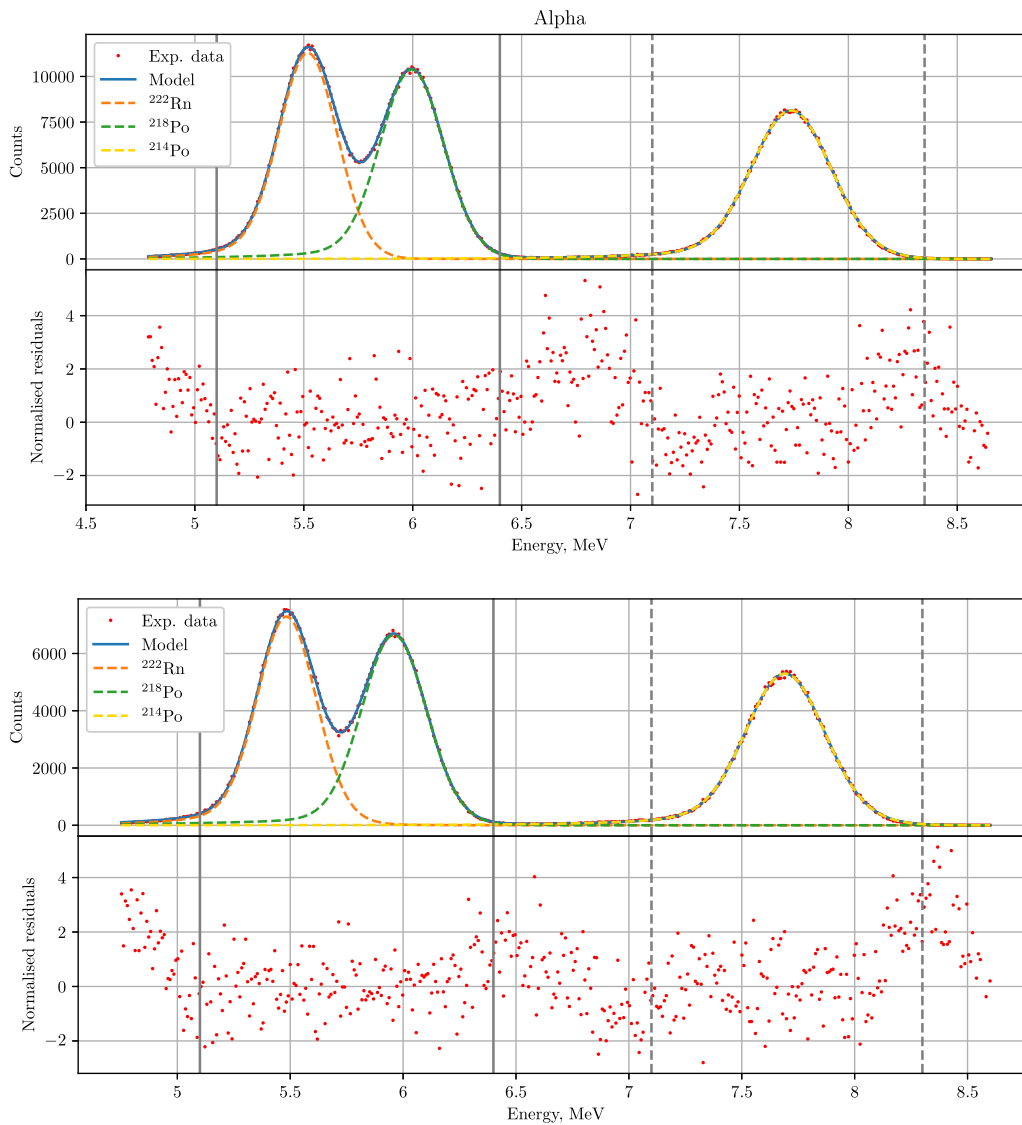 Alpha
Exp. data
Model
²²²Rn
²¹⁸Po
²¹⁴Po
Counts
10000
7500
5000
2500
0
Normalised residuals
4
2
0
−2
4.5 5 5.5 6 6.5 7 7.5 8 8.5
Energy, MeV
Exp. data
Model
²²²Rn
²¹⁸Po
²¹⁴Po
Counts
6000
4000
2000
0
Normalised residuals
4
2
0
−2
5 5.5 6 6.5 7 7.5 8 8.5
Energy, MeV